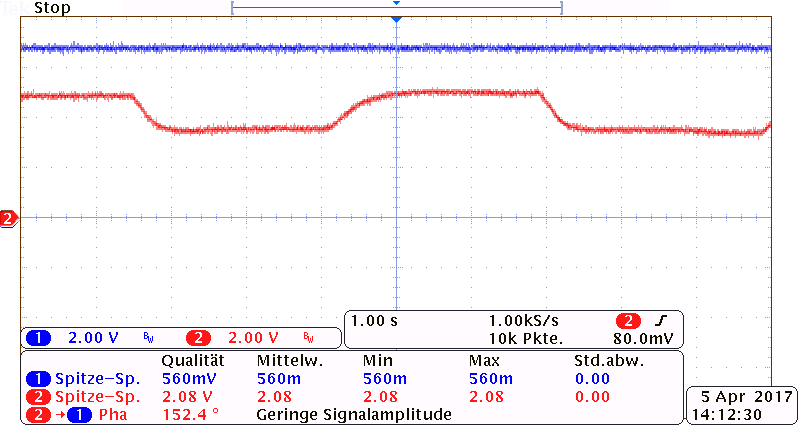 Tek Stop
2
1 2.00 V BW 2 2.00 V BW
1.00 s 1.00kS/s 2
10k Pkte. 80.0mV
Qualität Mittelw. Min Max Std.abw.
1 Spitze-Sp. 560mV 560m 560m 560m 0.00
2 Spitze-Sp. 2.08 V 2.08 2.08 2.08 0.00
2 → 1 Pha 152.4 ° Geringe Signalamplitude
5 Apr 2017
14:12:30